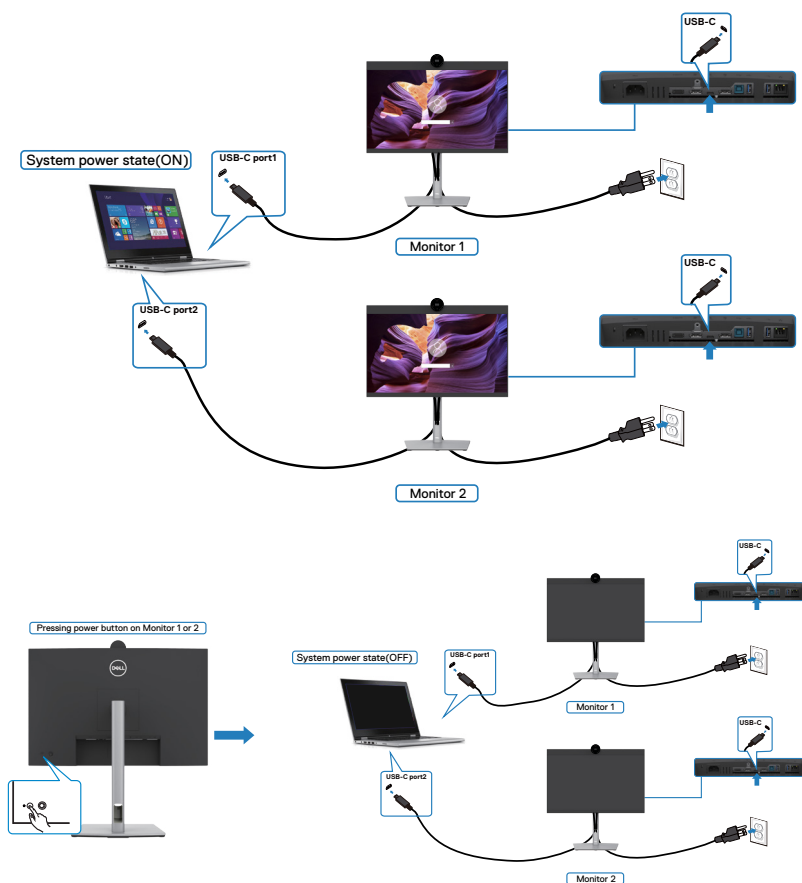 USB-C
USB-C port1
System power state(ON)
Monitor 1
USB-C
USB-C port2
Monitor 2
USB-C
Pressing power button on Monitor 1 or 2
DELL
System power state(OFF)
USB-C port1
Monitor 1
USB-C
USB-C port2
Monitor 2